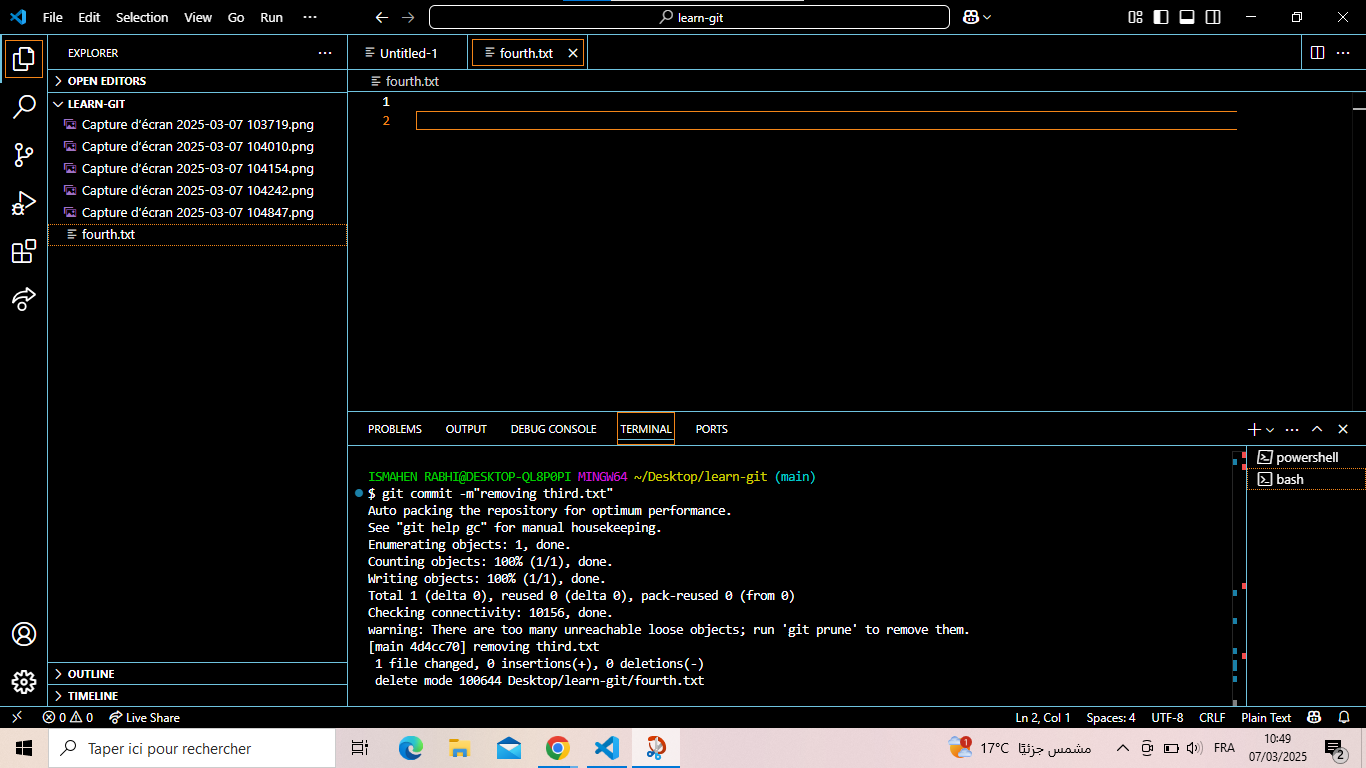 File Edit Selection View Go Run ···
learn-git
EXPLORER
Untitled-1
fourth.txt
OPEN EDITORS
fourth.txt
LEARN-GIT
Capture d'écran 2025-03-07 103719.png
Capture d'écran 2025-03-07 104010.png
Capture d'écran 2025-03-07 104154.png
Capture d'écran 2025-03-07 104242.png
Capture d'écran 2025-03-07 104847.png
fourth.txt
1
2
PROBLEMS OUTPUT DEBUG CONSOLE TERMINAL PORTS
powershell
bash
ISMAHEN RABHI@DESKTOP-QL8P0PI MINGW64 ~/Desktop/learn-git (main)
$ git commit -m"removing third.txt"
Auto packing the repository for optimum performance.
See "git help gc" for manual housekeeping.
Enumerating objects: 1, done.
Counting objects: 100% (1/1), done.
Writing objects: 100% (1/1), done.
Total 1 (delta 0), reused 0 (delta 0), pack-reused 0 (from 0)
Checking connectivity: 10156, done.
warning: There are too many unreachable loose objects; run 'git prune' to remove them.
[main 4d4cc70] removing third.txt
1 file changed, 0 insertions(+), 0 deletions(-)
delete mode 100644 Desktop/learn-git/fourth.txt
OUTLINE
TIMELINE
0 0 Live Share
Ln 2, Col 1 Spaces: 4 UTF-8 CRLF Plain Text
Taper ici pour rechercher
1
17°C مشمس جزئيًا
FRA
10:49
07/03/2025
2